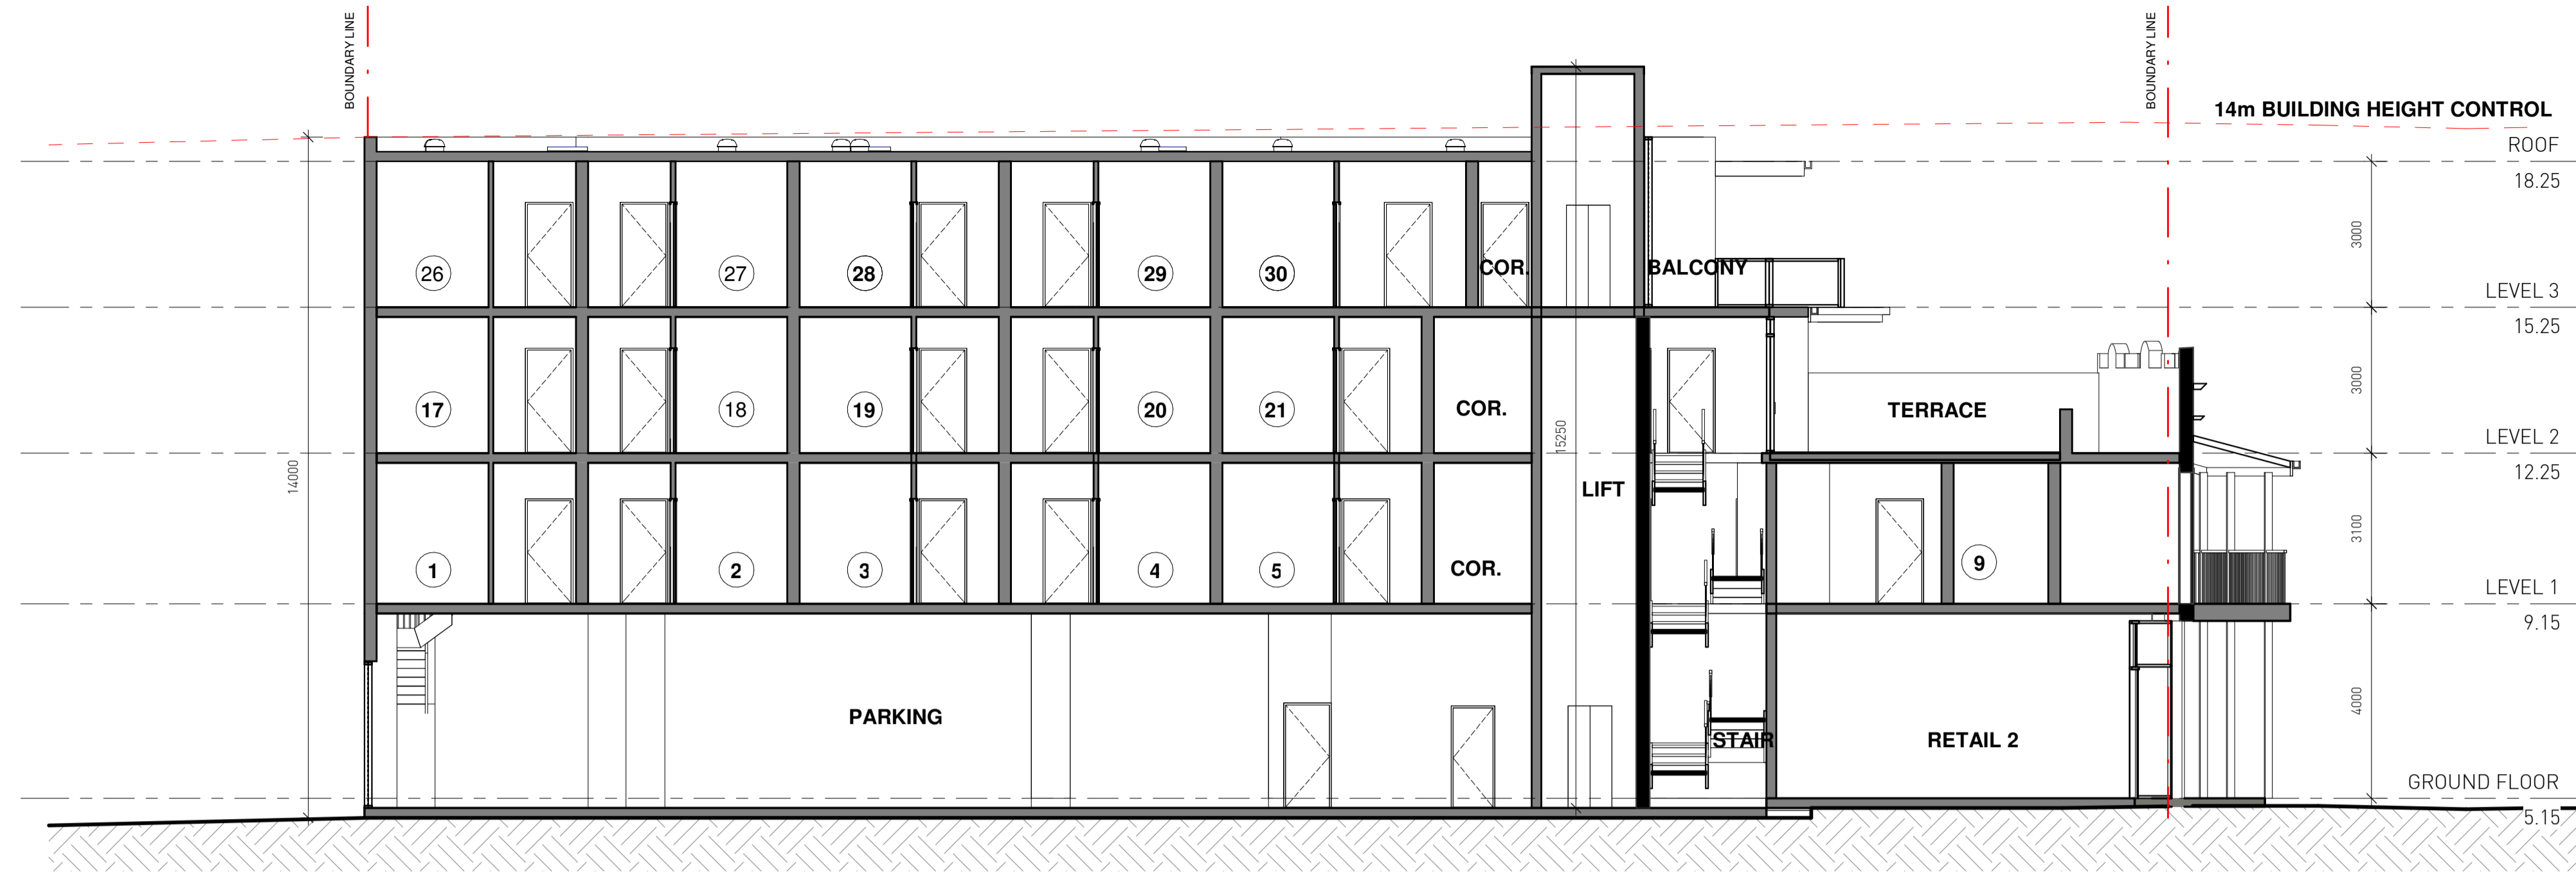 BOUNDARY LINE
BOUNDARY LINE
14m BUILDING HEIGHT CONTROL
ROOF
18.25
3000
26
27
28
29
30
COR.
BALCONY
LEVEL 3
15.25
3000
17
18
19
20
21
COR.
TERRACE
15250
LEVEL 2
12.25
14000
LIFT
3100
1
2
3
4
5
COR.
9
LEVEL 1
9.15
4000
PARKING
STAIR
RETAIL 2
GROUND FLOOR
5.15